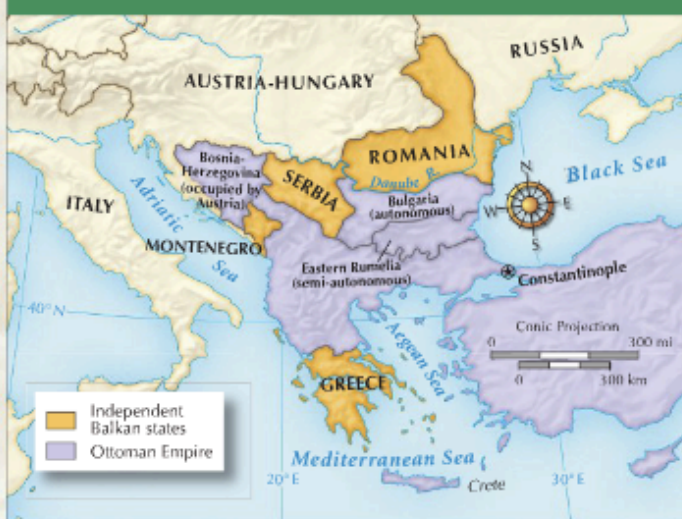 RUSSIA
AUSTRIA-HUNGARY
ROMANIA
Danube R.
Bosnia-
Herzegovina
(occupied by
Austria)
SERBIA
Bulgaria
(autonomous)
Black Sea
N
W
E
S
ITALY
Adriatic
Sea
MONTENEGRO
Eastern Rumelia
(semi-autonomous)
Constantinople
40°N
Aegean Sea
Conic Projection
0
300 mi
0
300 km
GREECE
Independent
Balkan states
Ottoman Empire
Mediterranean Sea
Crete
20°E
30°E